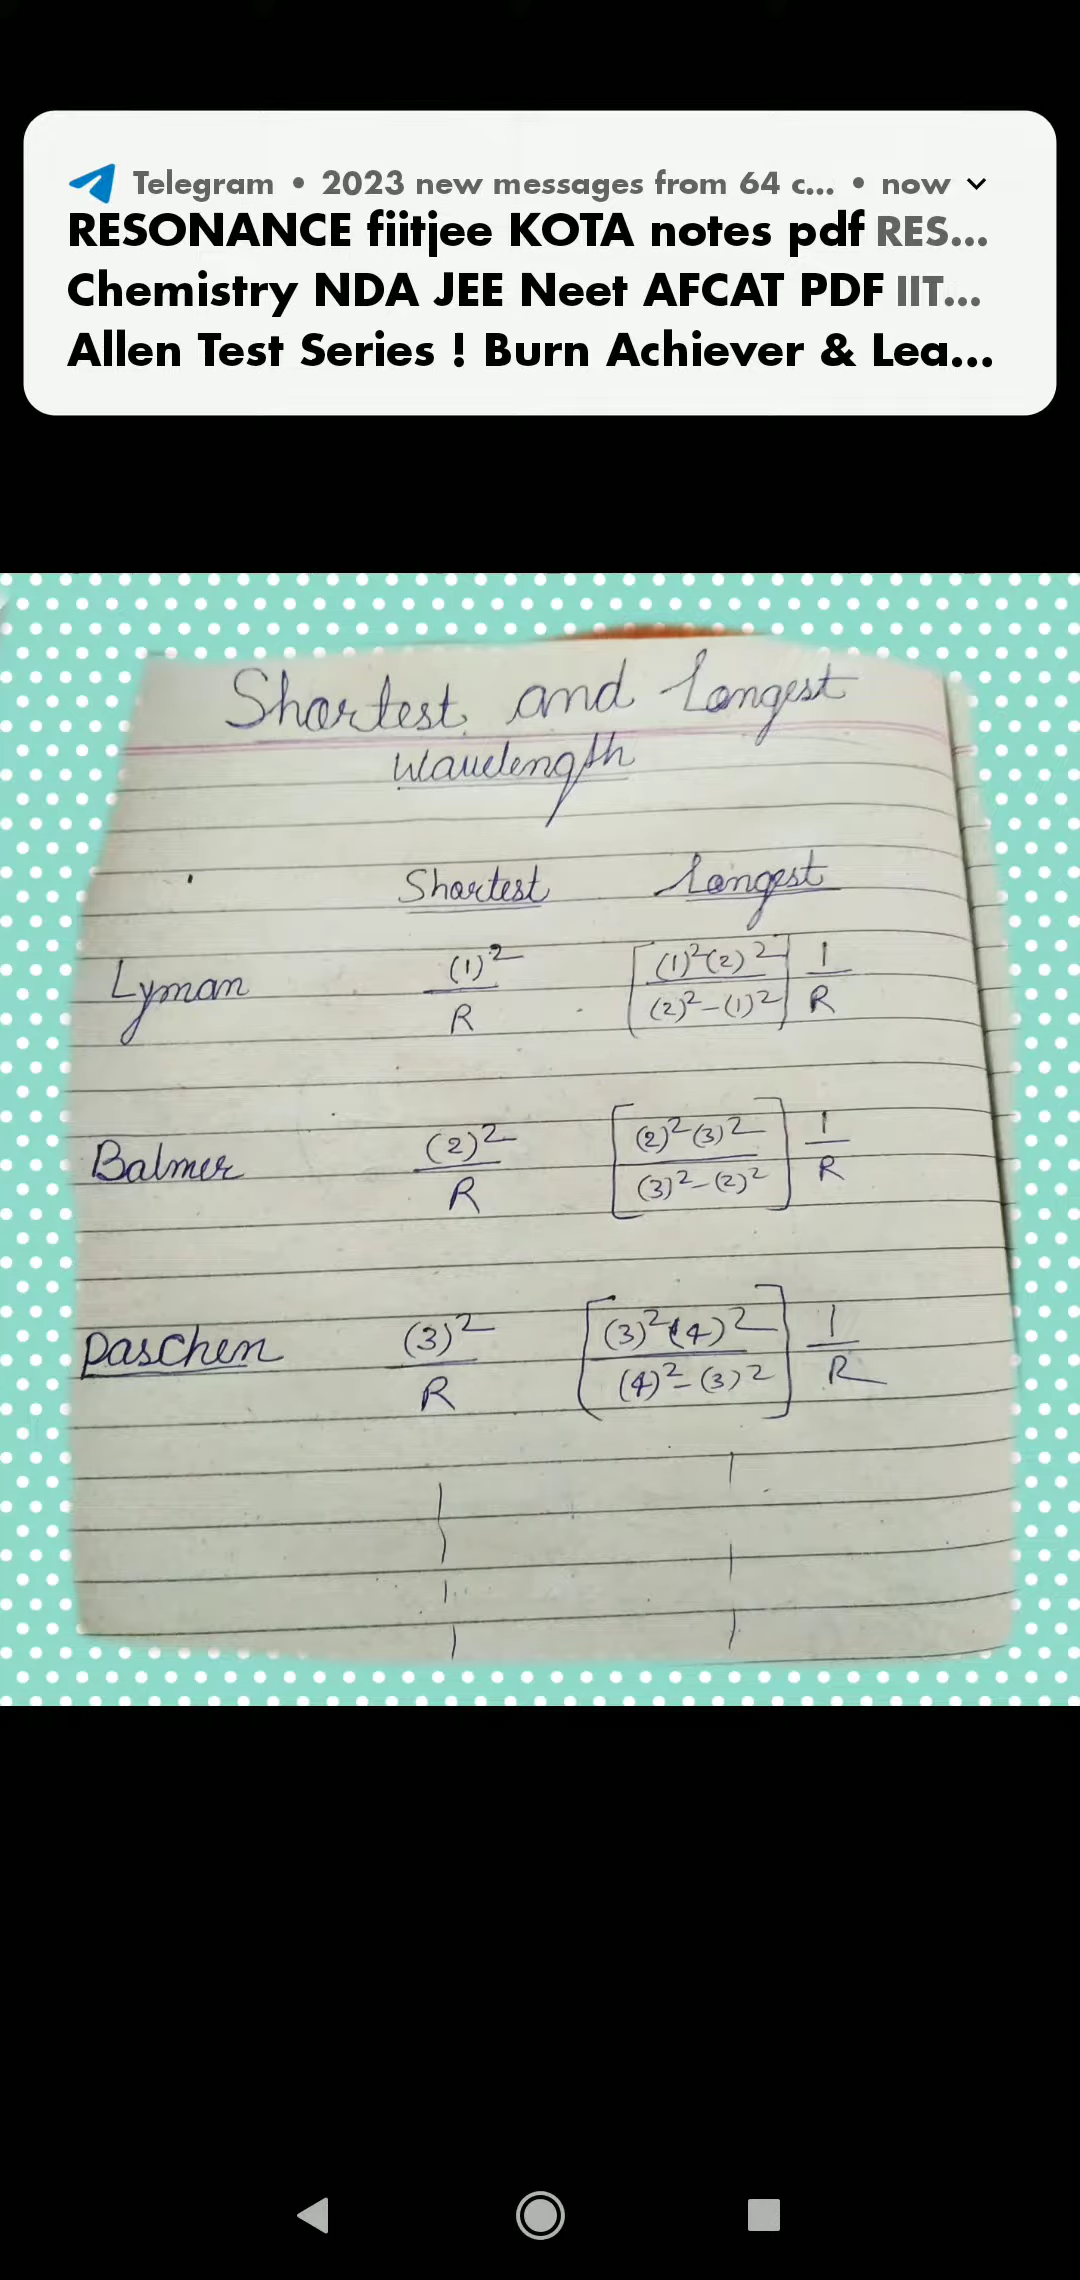 Telegram • 2023 new messages from 64 c... • now
RESONANCE fiitjee KOTA notes pdf RES...
Chemistry NDA JEE Neet AFCAT PDF IIT...
Allen Test Series ! Burn Achiever & Lea...
Shortest and Longest
Wavelength
Shortest Longest
Lyman (1)²/R [(1)²(2)²/(2)²-(1)²] 1/R
Balmer (2)²/R [(2)²(3)²/(3)²-(2)²] 1/R
Paschen (3)²/R [(3)²(4)²/(4)²-(3)²] 1/R